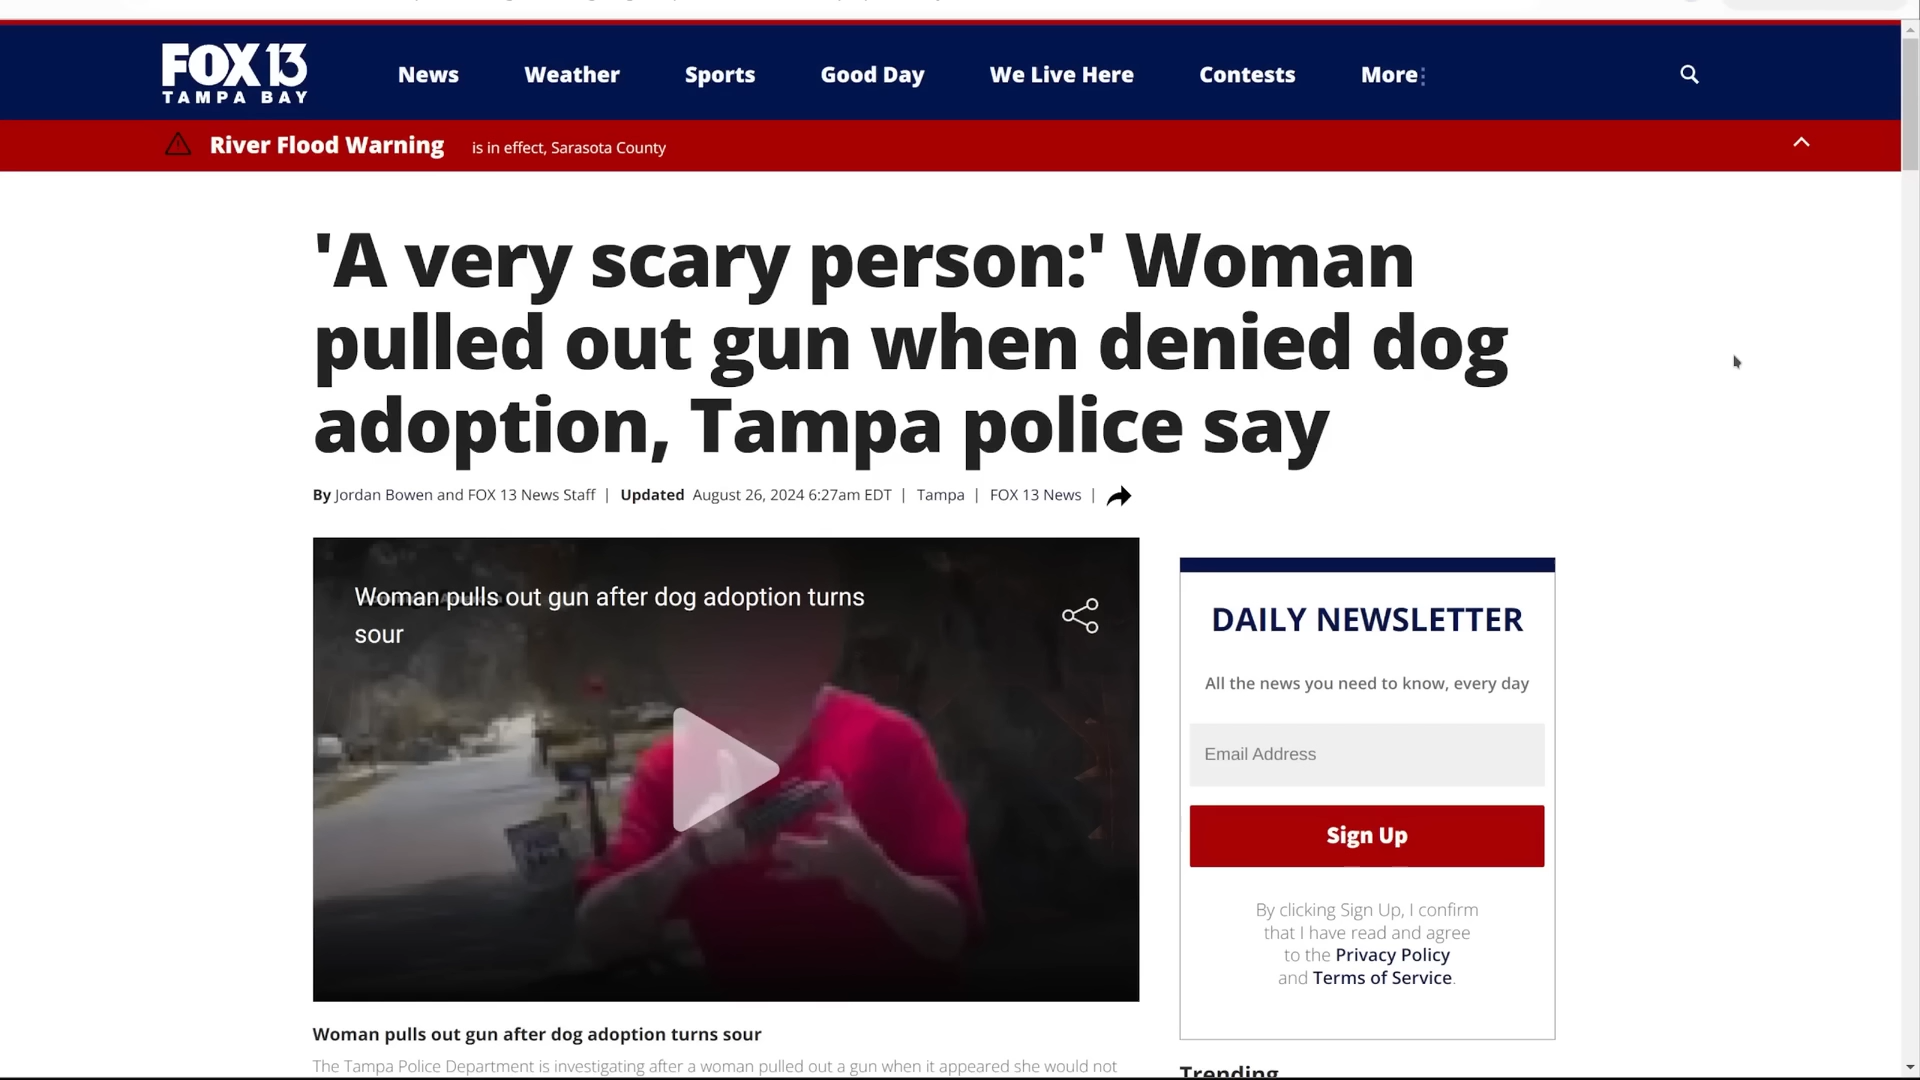 FOX 13
TAMPA BAY
News
Weather
Sports
Good Day
We Live Here
Contests
More
River Flood Warning is in effect, Sarasota County
'A very scary person:' Woman
pulled out gun when denied dog
adoption, Tampa police say
By Jordan Bowen and FOX 13 News Staff | Updated August 26, 2024 6:27am EDT | Tampa | FOX 13 News |
Woman pulls out gun after dog adoption turns
sour
Woman pulls out gun after dog adoption turns sour
The Tampa Police Department is investigating after a woman pulled out a gun when it appeared she would not
DAILY NEWSLETTER
All the news you need to know, every day
Email Address
Sign Up
By clicking Sign Up, I confirm
that I have read and agree
to the Privacy Policy
and Terms of Service.
Trending